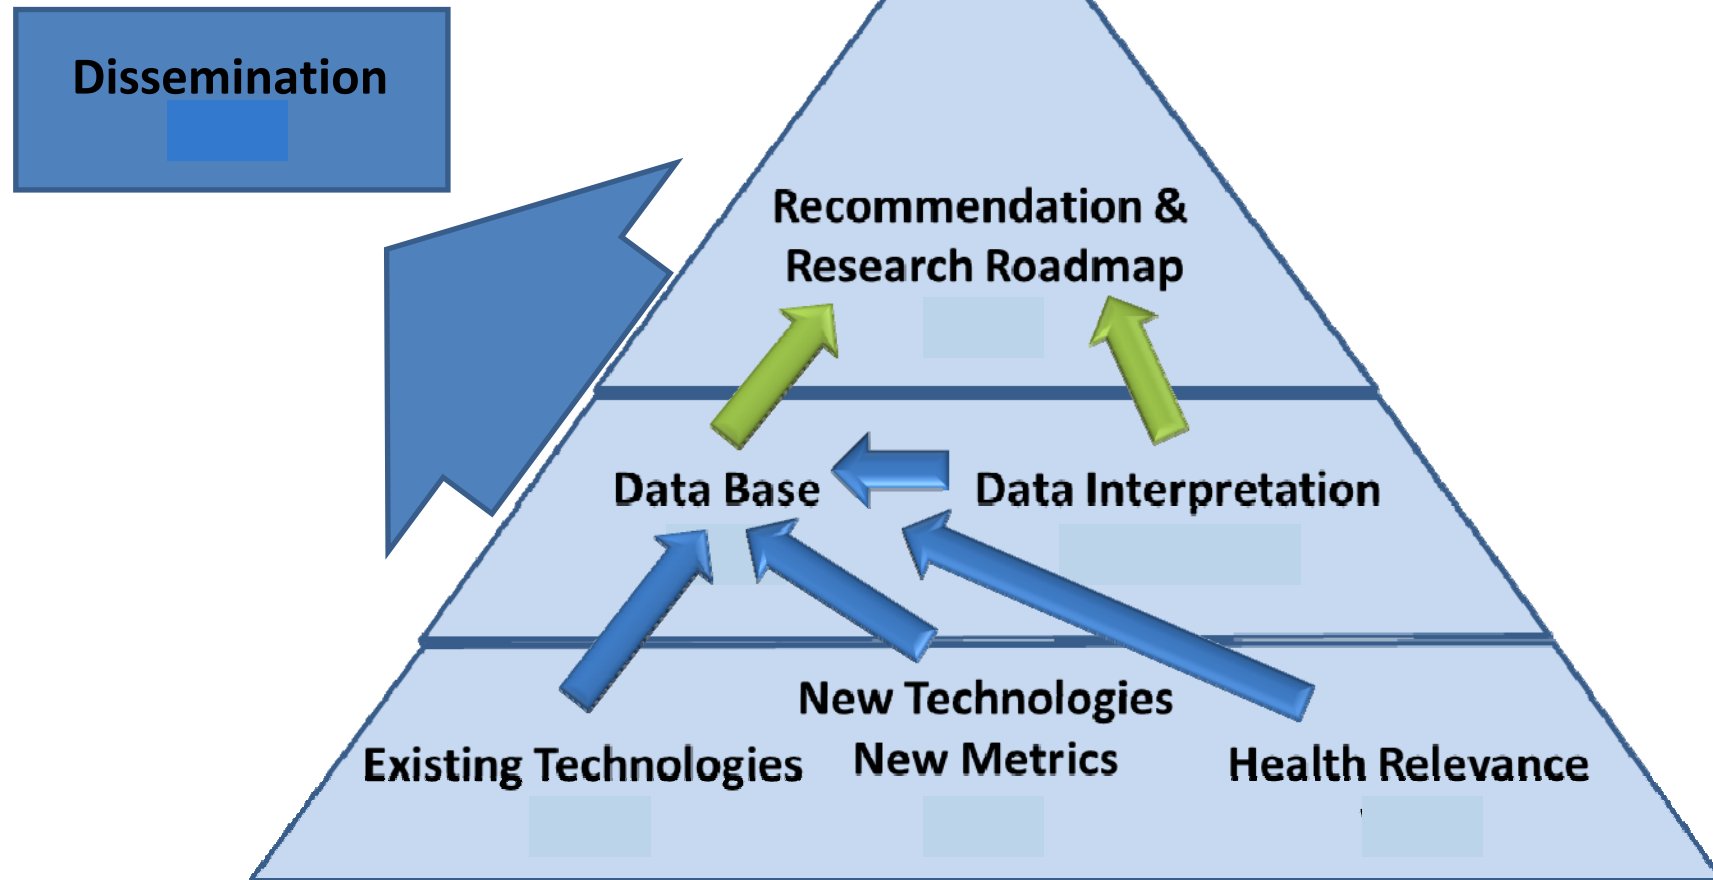 Dissemination
Recommendation &
Research Roadmap
Data Base
Data Interpretation
New Technologies
New Metrics
Existing Technologies
Health Relevance